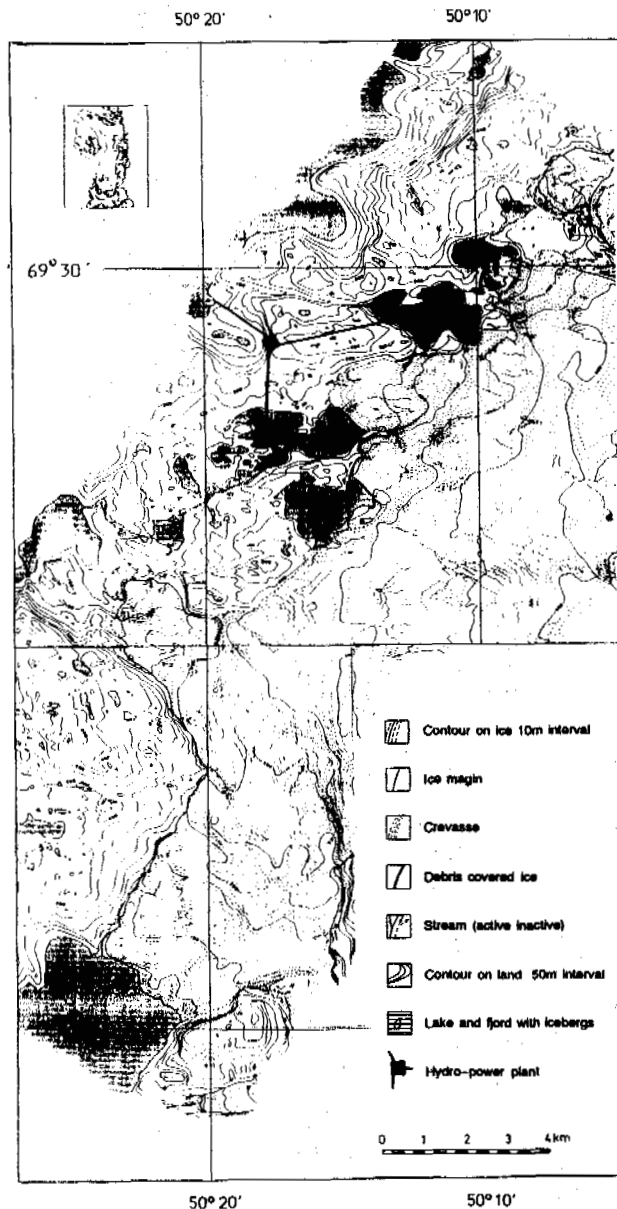 50° 20'
50° 10'
69° 30'
Contour on ice 10m interval
Ice magin
Crevasse
Debris covered ice
Stream (active inactive)
Contour on land 50m interval
Lake and fjord with icebergs
Hydro-power plant
0 1 2 3 4 km
50° 20'
50° 10'